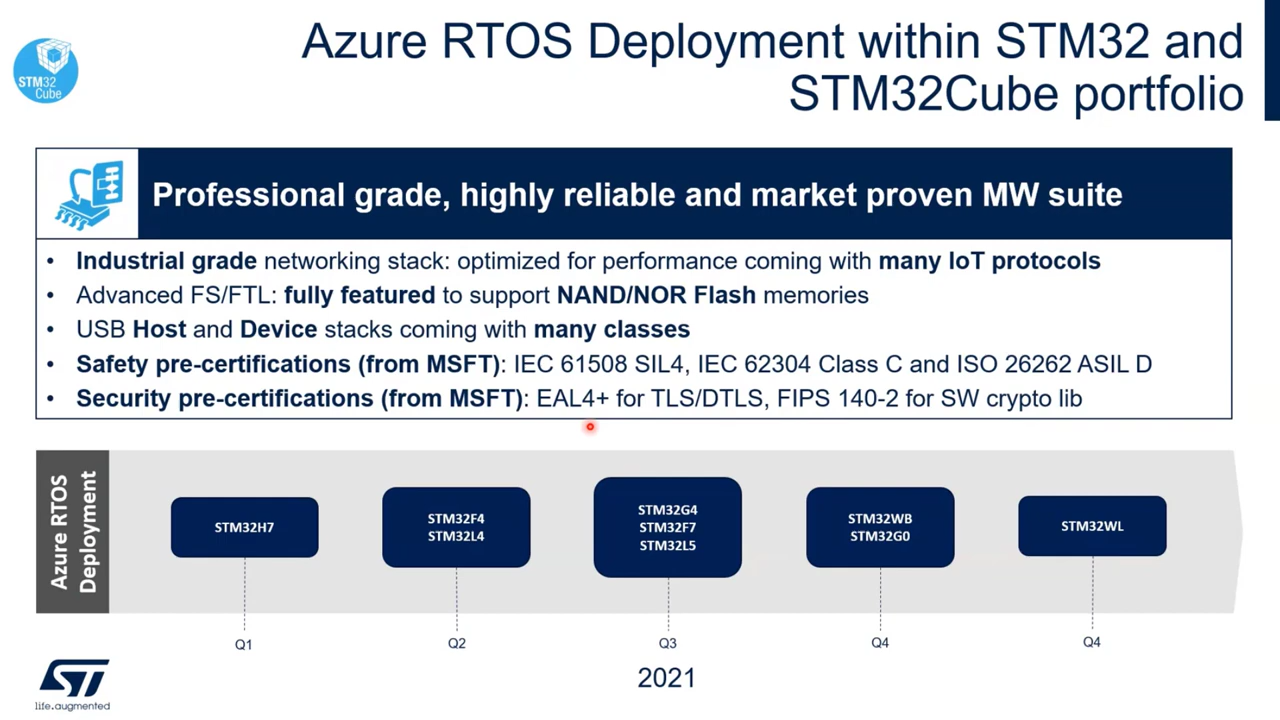 STM32
Cube
Azure RTOS Deployment within STM32 and
STM32Cube portfolio
Professional grade, highly reliable and market proven MW suite
• Industrial grade networking stack: optimized for performance coming with many IoT protocols
• Advanced FS/FTL: fully featured to support NAND/NOR Flash memories
• USB Host and Device stacks coming with many classes
• Safety pre-certifications (from MSFT): IEC 61508 SIL4, IEC 62304 Class C and ISO 26262 ASIL D
• Security pre-certifications (from MSFT): EAL4+ for TLS/DTLS, FIPS 140-2 for SW crypto lib
Azure RTOS
Deployment
STM32H7
STM32F4
STM32L4
STM32G4
STM32F7
STM32L5
STM32WB
STM32G0
STM32WL
Q1
Q2
Q3
Q4
Q4
2021
ST
life.augmented